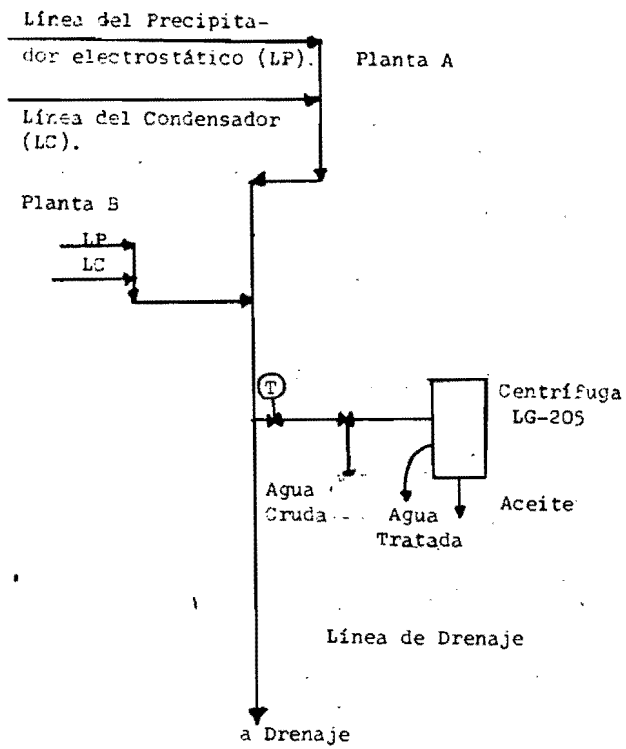 Línea del Precipita-
dor electrostático (LP).
Planta A
Línea del Condensador
(LC).
Planta B
LP
LC
T
Centrífuga
LG-205
Agua
Cruda
Agua
Tratada
Aceite
Línea de Drenaje
a Drenaje